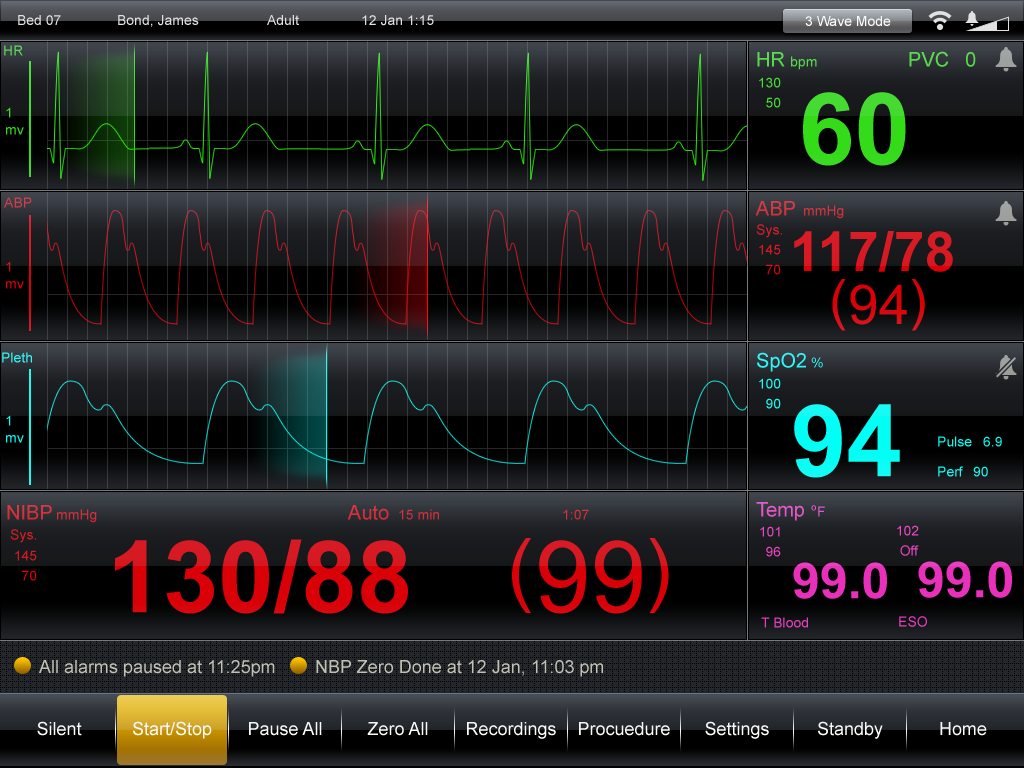 Bed 07 Bond, James Adult 12 Jan 1:15 3 Wave Mode
HR
1
mv
HR bpm PVC 0
130
50
60
ABP
1
mv
ABP mmHg
Sys.
145
70
117/78
(94)
Pleth
1
mv
SpO2 %
100
90
94
Pulse 6.9
Perf 90
NIBP mmHg Auto 15 min 1:07
Sys.
145
70
130/88 (99)
Temp °F
101 102
96 Off
99.0 99.0
T Blood ESO
All alarms paused at 11:25pm NBP Zero Done at 12 Jan, 11:03 pm
Silent Start/Stop Pause All Zero All Recordings Procuedure Settings Standby Home